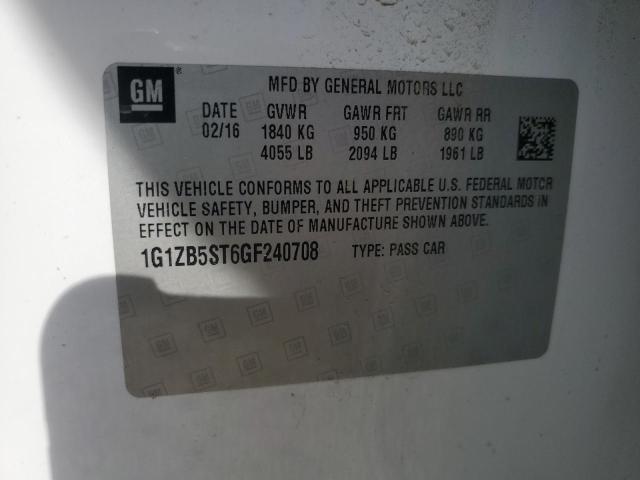 GM ® MFD BY GENERAL MOTORS LLC
DATE GVWR GAWR FRT GAWR RR
02/16 1840 KG 950 KG 890 KG
4055 LB 2094 LB 1961 LB
THIS VEHICLE CONFORMS TO ALL APPLICABLE U.S. FEDERAL MOTOR
VEHICLE SAFETY, BUMPER, AND THEFT PREVENTION STANDARDS IN
EFFECT ON THE DATE OF MANUFACTURE SHOWN ABOVE.
1G1ZB5ST6GF240708 TYPE: PASS CAR